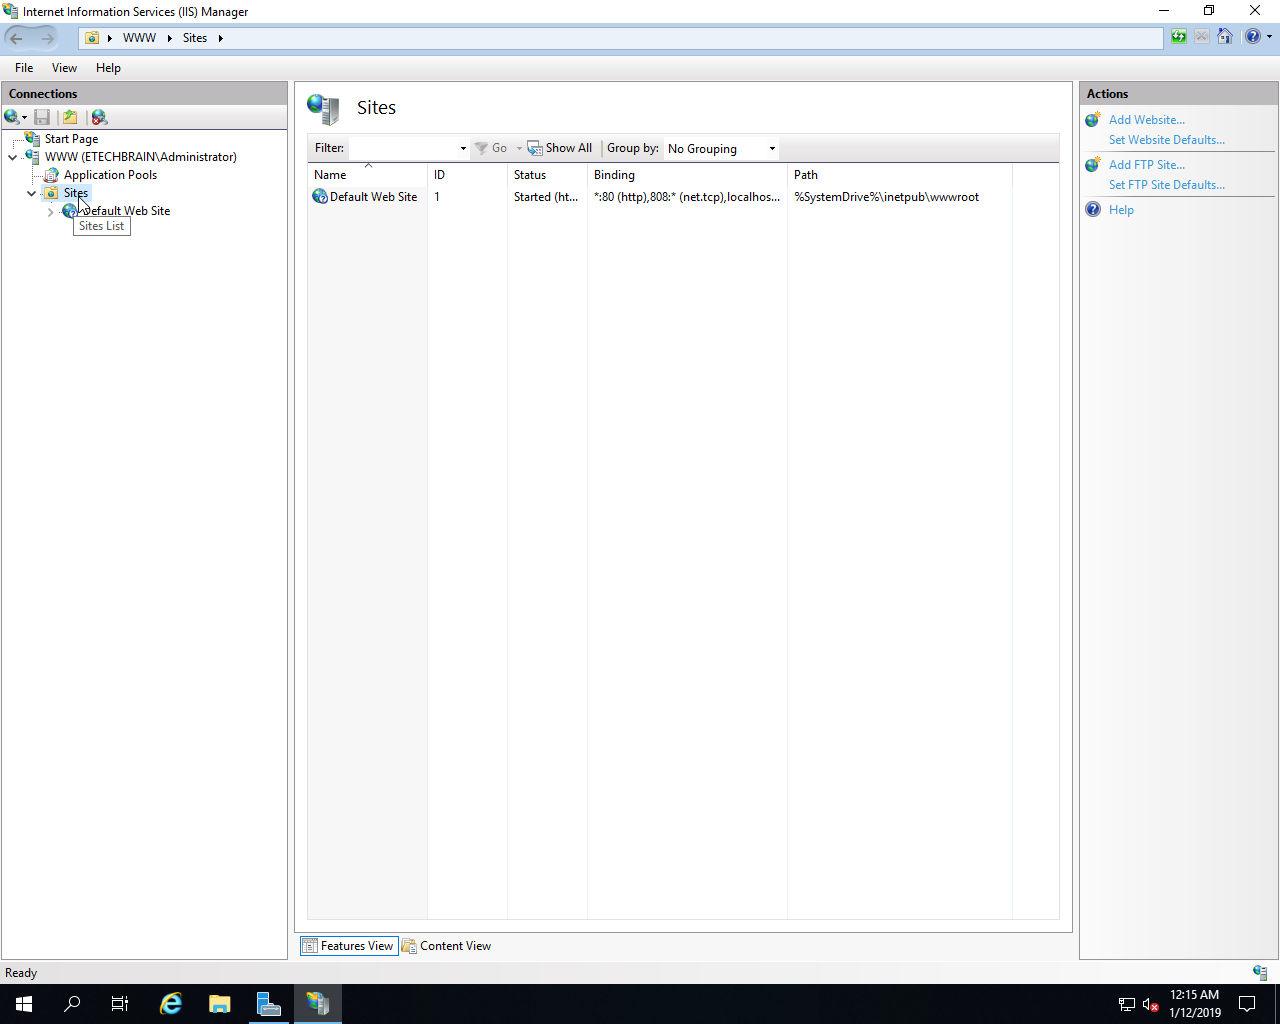 Internet Information Services (IIS) Manager
WWW Sites
File View Help
Connections
Start Page
WWW (ETECHBRAIN\Administrator)
Application Pools
Sites
Default Web Site
Sites List
Sites
Filter: Go Show All Group by: No Grouping
Name ID Status Binding Path
Default Web Site 1 Started (ht... *:80 (http),808:* (net.tcp),localhos... %SystemDrive%\inetpub\wwwroot
Features View Content View
Actions
Add Website...
Set Website Defaults...
Add FTP Site...
Set FTP Site Defaults...
Help
Ready
12:15 AM
1/12/2019